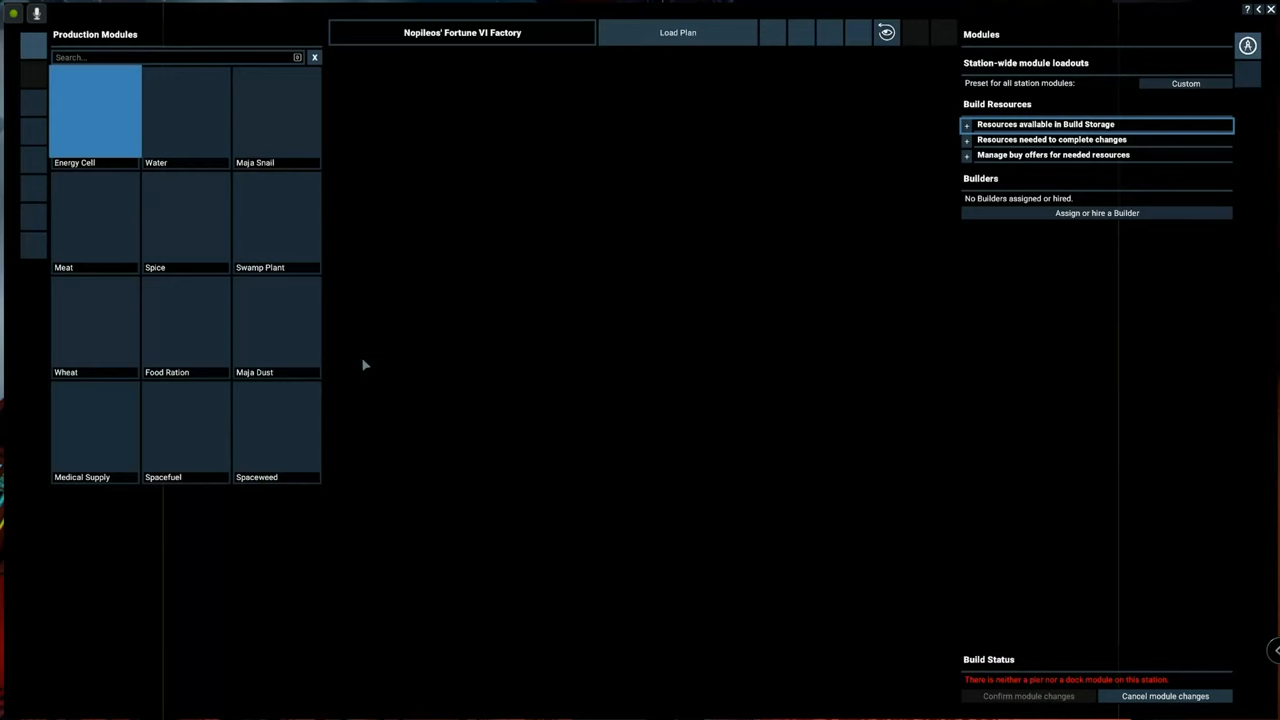 Production Modules
Search...
X
Energy Cell
Water
Maja Snail
Meat
Spice
Swamp Plant
Wheat
Food Ration
Maja Dust
Medical Supply
Spacefuel
Spaceweed
Nopileos' Fortune VI Factory
Load Plan
?
Modules
Station-wide module loadouts
Preset for all station modules:
Custom
Build Resources
+ Resources available in Build Storage
+ Resources needed to complete changes
+ Manage buy offers for needed resources
Builders
No Builders assigned or hired.
Assign or hire a Builder
Build Status
There is neither a pier nor a dock module on this station.
Confirm module changes
Cancel module changes